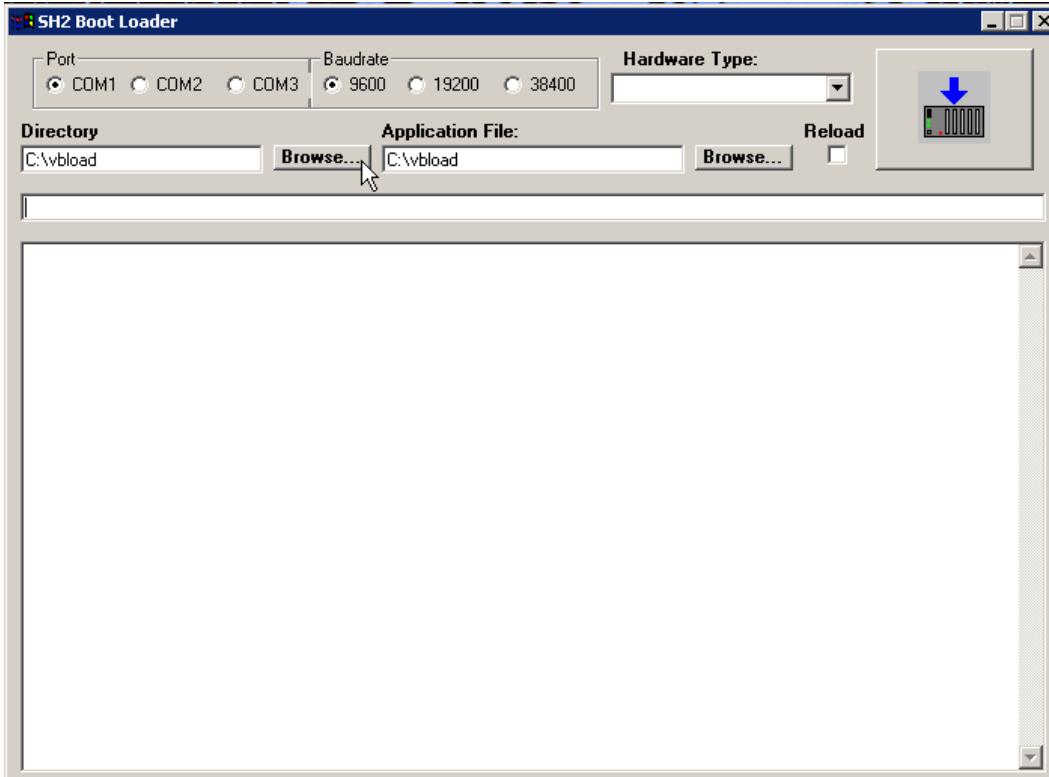 SH2 Boot Loader
Port
COM1 COM2 COM3
Baudrate
9600 19200 38400
Hardware Type:
Directory
C:\vbload
Browse...
Application File:
C:\vbload
Browse...
Reload